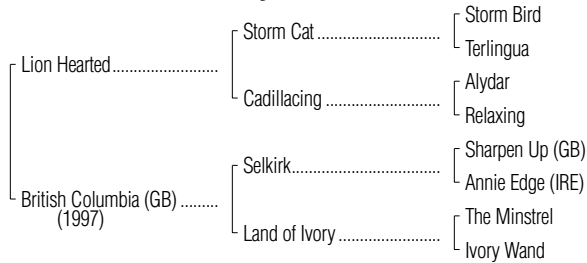 Storm Bird
Storm Cat ..............................
Terlingua
Lion Hearted..........................
Alydar
Cadillacing ............................
Relaxing
Sharpen Up (GB)
Selkirk....................................
Annie Edge (IRE)
British Columbia (GB) .........
(1997)
The Minstrel
Land of Ivory .........................
Ivory Wand